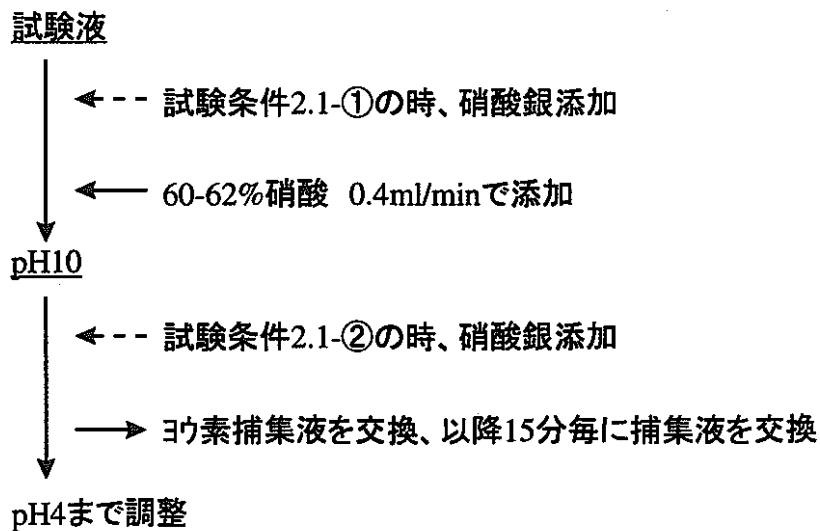 試験液
試験条件2.1-①の時、硝酸銀添加
60-62%硝酸 0.4ml/minで添加
pH10
試験条件2.1-②の時、硝酸銀添加
ヨウ素捕集液を交換、以降15分毎に捕集液を交換
pH4まで調整